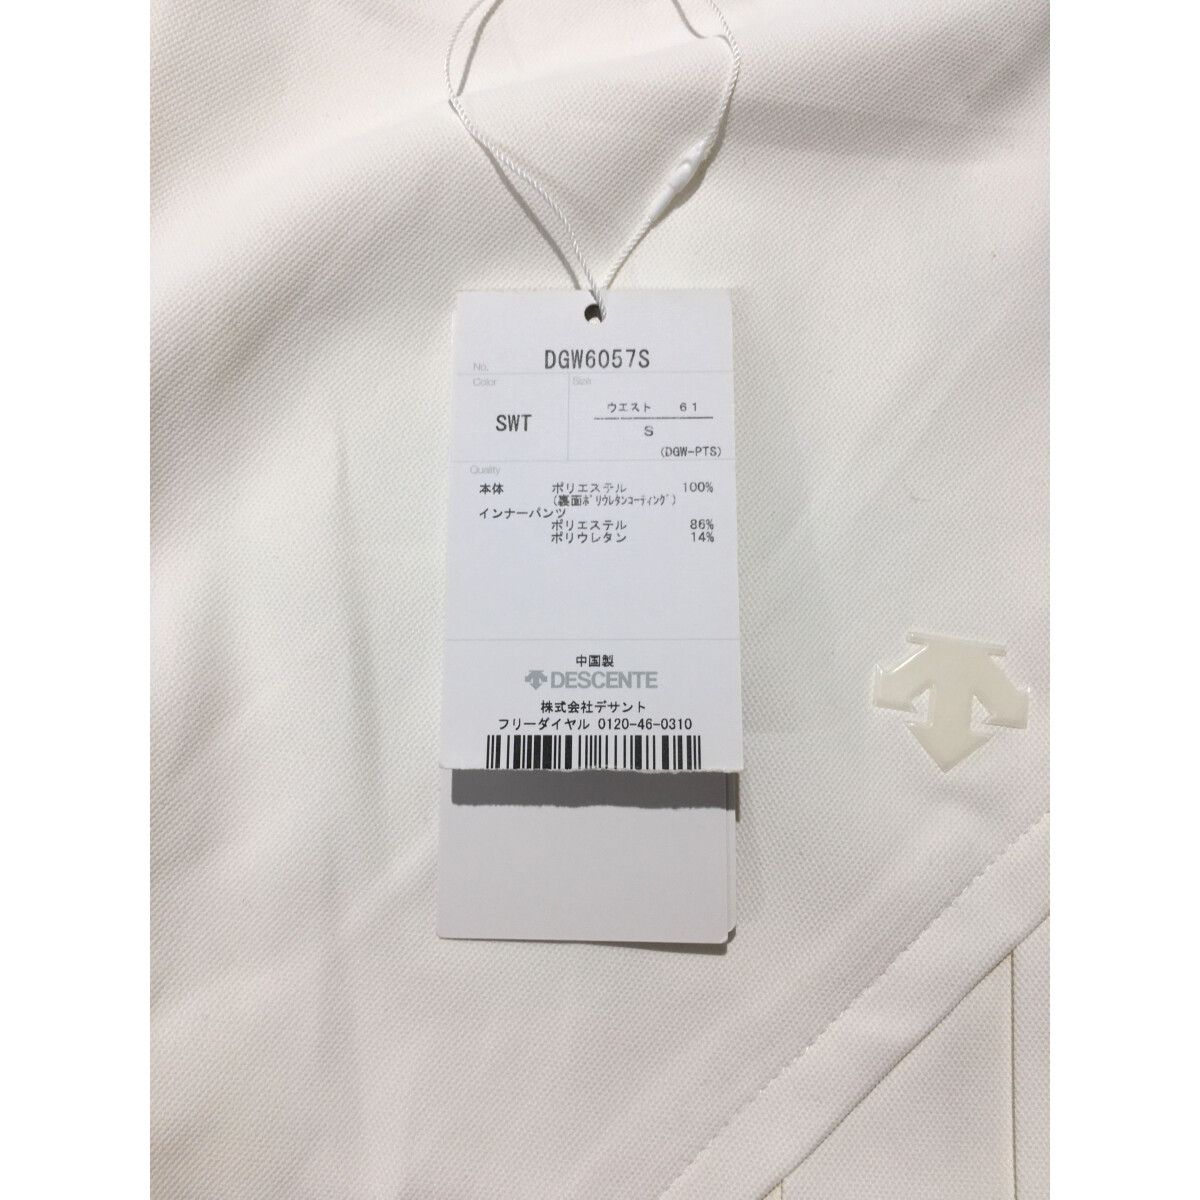 No. DGW6057S
Color Size
SWT ウエスト 61
S
(DGW-PTS)
Quality
本体 ポリエステル 100%
(裏面ﾎﾟﾘｳﾚﾀﾝｺｰﾃｨﾝｸﾞ)
インナーパンツ
ポリエステル 86%
ポリウレタン 14%
中国製
DESCENTE
株式会社デサント
フリーダイヤル 0120-46-0310